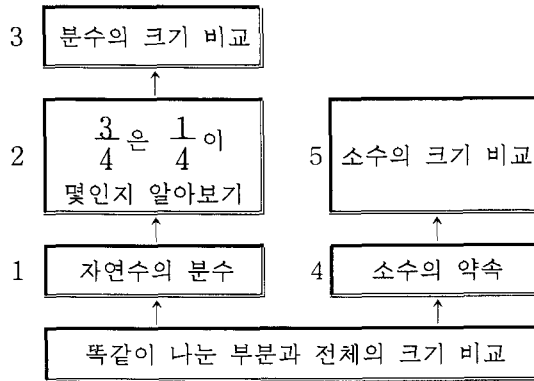 3 분수의 크기 비교
2 3/4은 1/4이
몇인지 알아보기
5 소수의 크기 비교
1 자연수의 분수
4 소수의 약속
똑같이 나눈 부분과 전체의 크기 비교